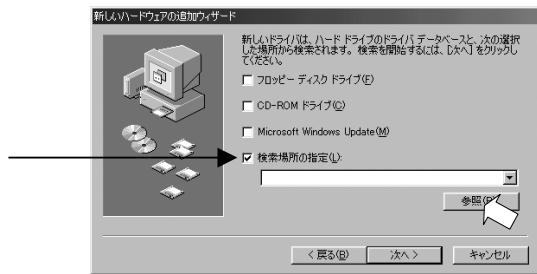 新しいハードウェアの追加ウィザード
新しいドライバは、ハード ドライブのドライバ データベースと、次の選択
した場所から検索されます。検索を開始するには、[次へ] をクリックし
てください。
フロッピー ディスク ドライブ(F)
CD-ROM ドライブ(C)
Microsoft Windows Update(M)
検索場所の指定(L):
参照(R)
< 戻る(B)
次へ >
キャンセル